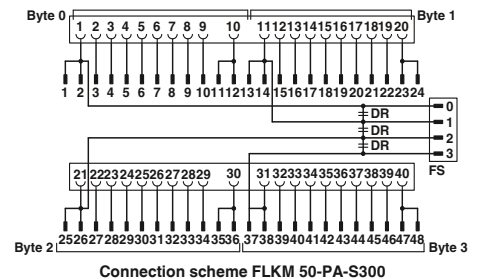 Byte 0 Byte 1
1 2 3 4 5 6 7 8 9 10 11 12 13 14 15 16 17 18 19 20
1 2 3 4 5 6 7 8 9 10 11 12 13 14 15 16 17 18 19 20 21 22 23 24
0
DR 1
DR 2
DR 3
FS
21 22 23 24 25 26 27 28 29 30 31 32 33 34 35 36 37 38 39 40
25 26 27 28 29 30 31 32 33 34 35 36 37 38 39 40 41 42 43 44 45 46 47 48
Byte 2 Byte 3
Connection scheme FLKM 50-PA-S300